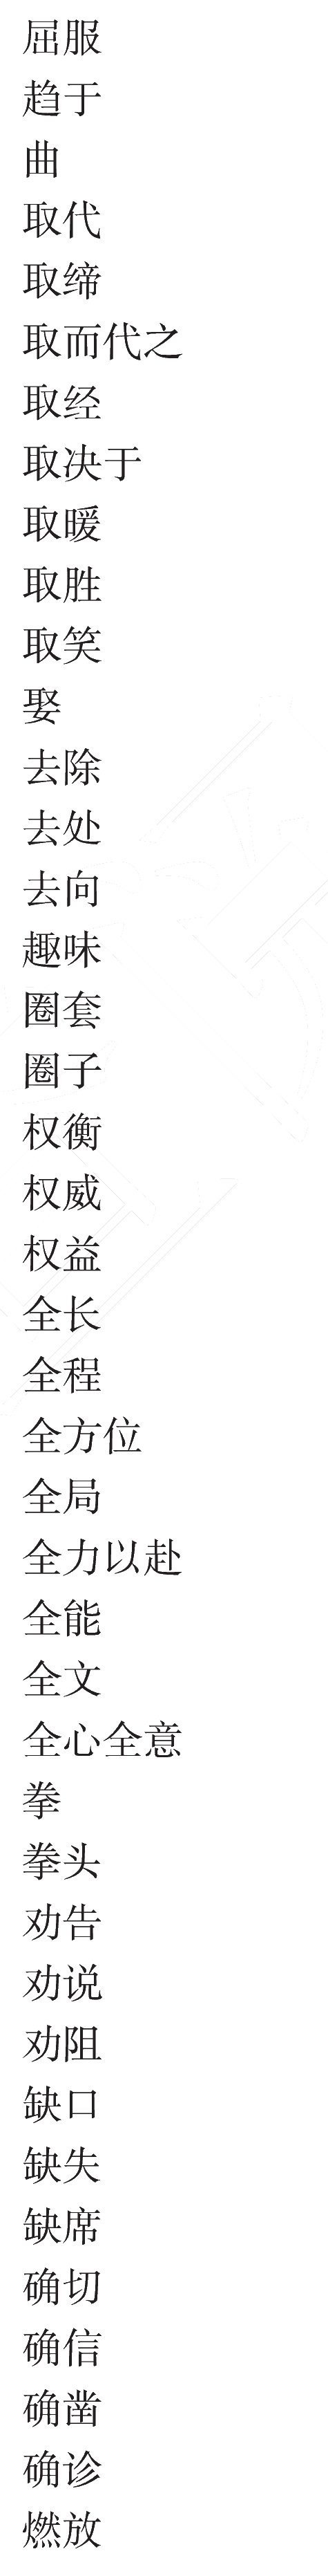 屈服
趋于
曲
取代
取缔
取而代之
取经
取决于
取暖
取胜
取笑
娶
去除
去处
去向
趣味
圈套
圈子
权衡
权威
权益
全长
全程
全方位
全局
全力以赴
全能
全文
全心全意
拳
拳头
劝告
劝说
劝阻
缺口
缺失
缺席
确切
确信
确凿
确诊
燃放